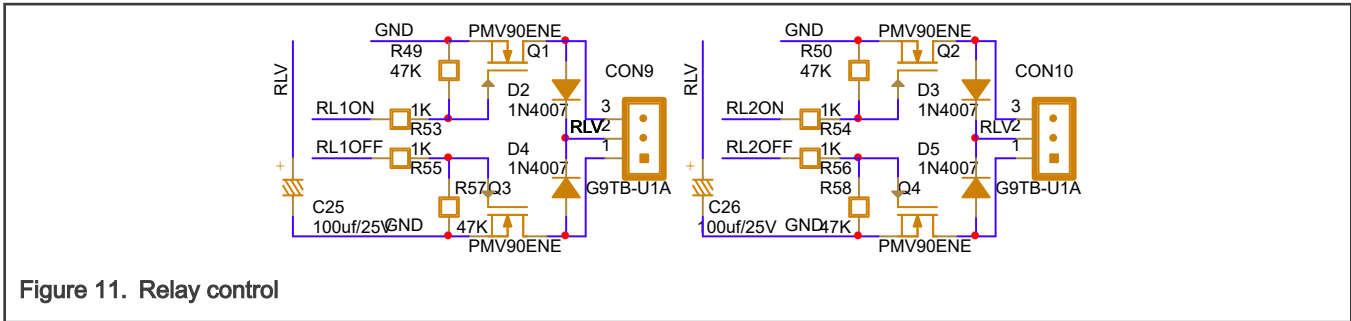 GND PMV90ENE GND PMV90ENE
R49 Q1 R50 Q2
47K 47K
CON9 CON10
RLV RLV
D2 D3
1N4007 1N4007
3 3
RL1ON 1K RL2ON 1K
R53 R54
RLV 2 RLV 2
RL1OFF 1K RL2OFF 1K
R55 R56
D4 D5
1N4007 1N4007
1 1
R57 Q3 R58 Q4
G9TB-U1A G9TB-U1A
+ +
C25 C26
100uf/25V GND 47K 100uf/25V GND 47K
PMV90ENE PMV90ENE
Figure 11. Relay control